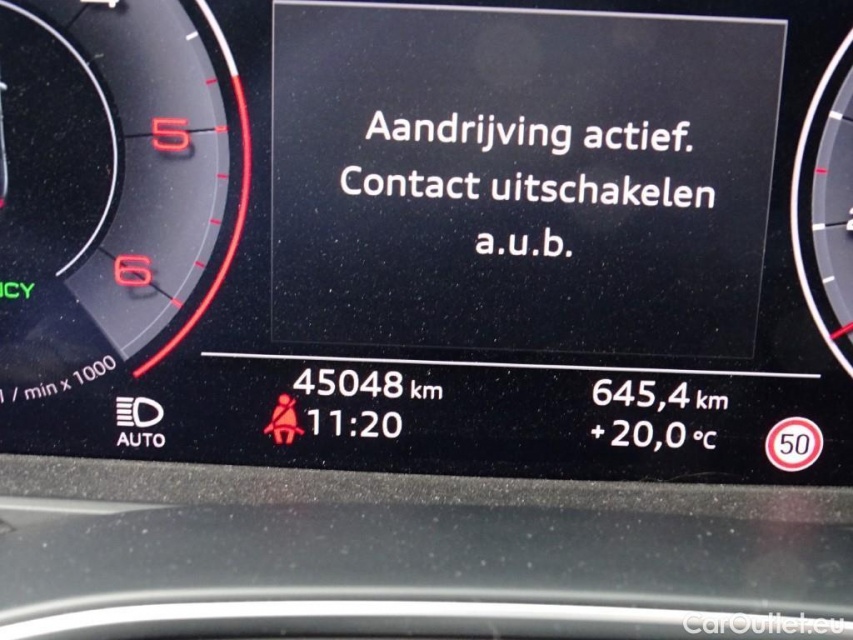 5
6
Aandrijving actief.
Contact uitschakelen
a.u.b.
/ min x 1000
AUTO
45048 km
11:20
645,4 km
+20,0 °C
50
CarOutlet.eu